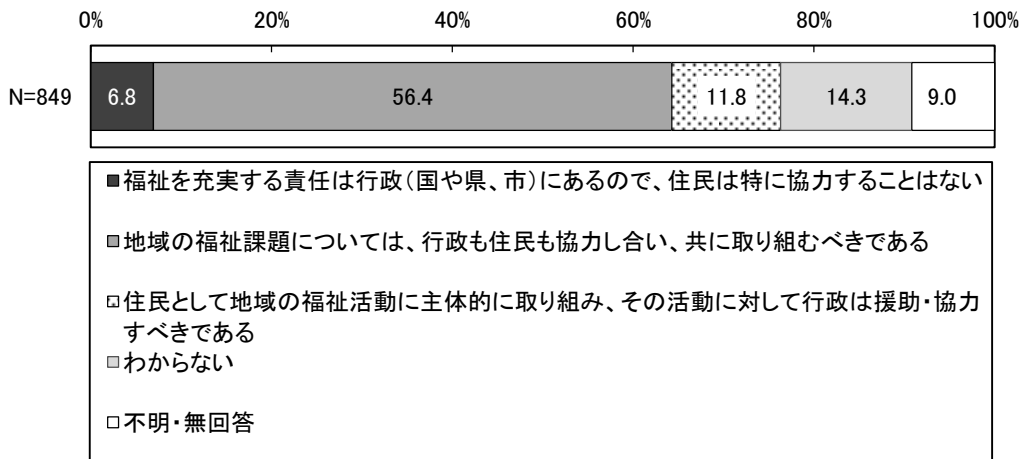 0% 20% 40% 60% 80% 100%
N=849 6.8 56.4 11.8 14.3 9.0
■福祉を充実する責任は行政（国や県、市）にあるので、住民は特に協力することはない
■地域の福祉課題については、行政も住民も協力し合い、共に取り組むべきである
住民として地域の福祉活動に主体的に取り組み、その活動に対して行政は援助・協力
すべきである
わからない
□不明・無回答